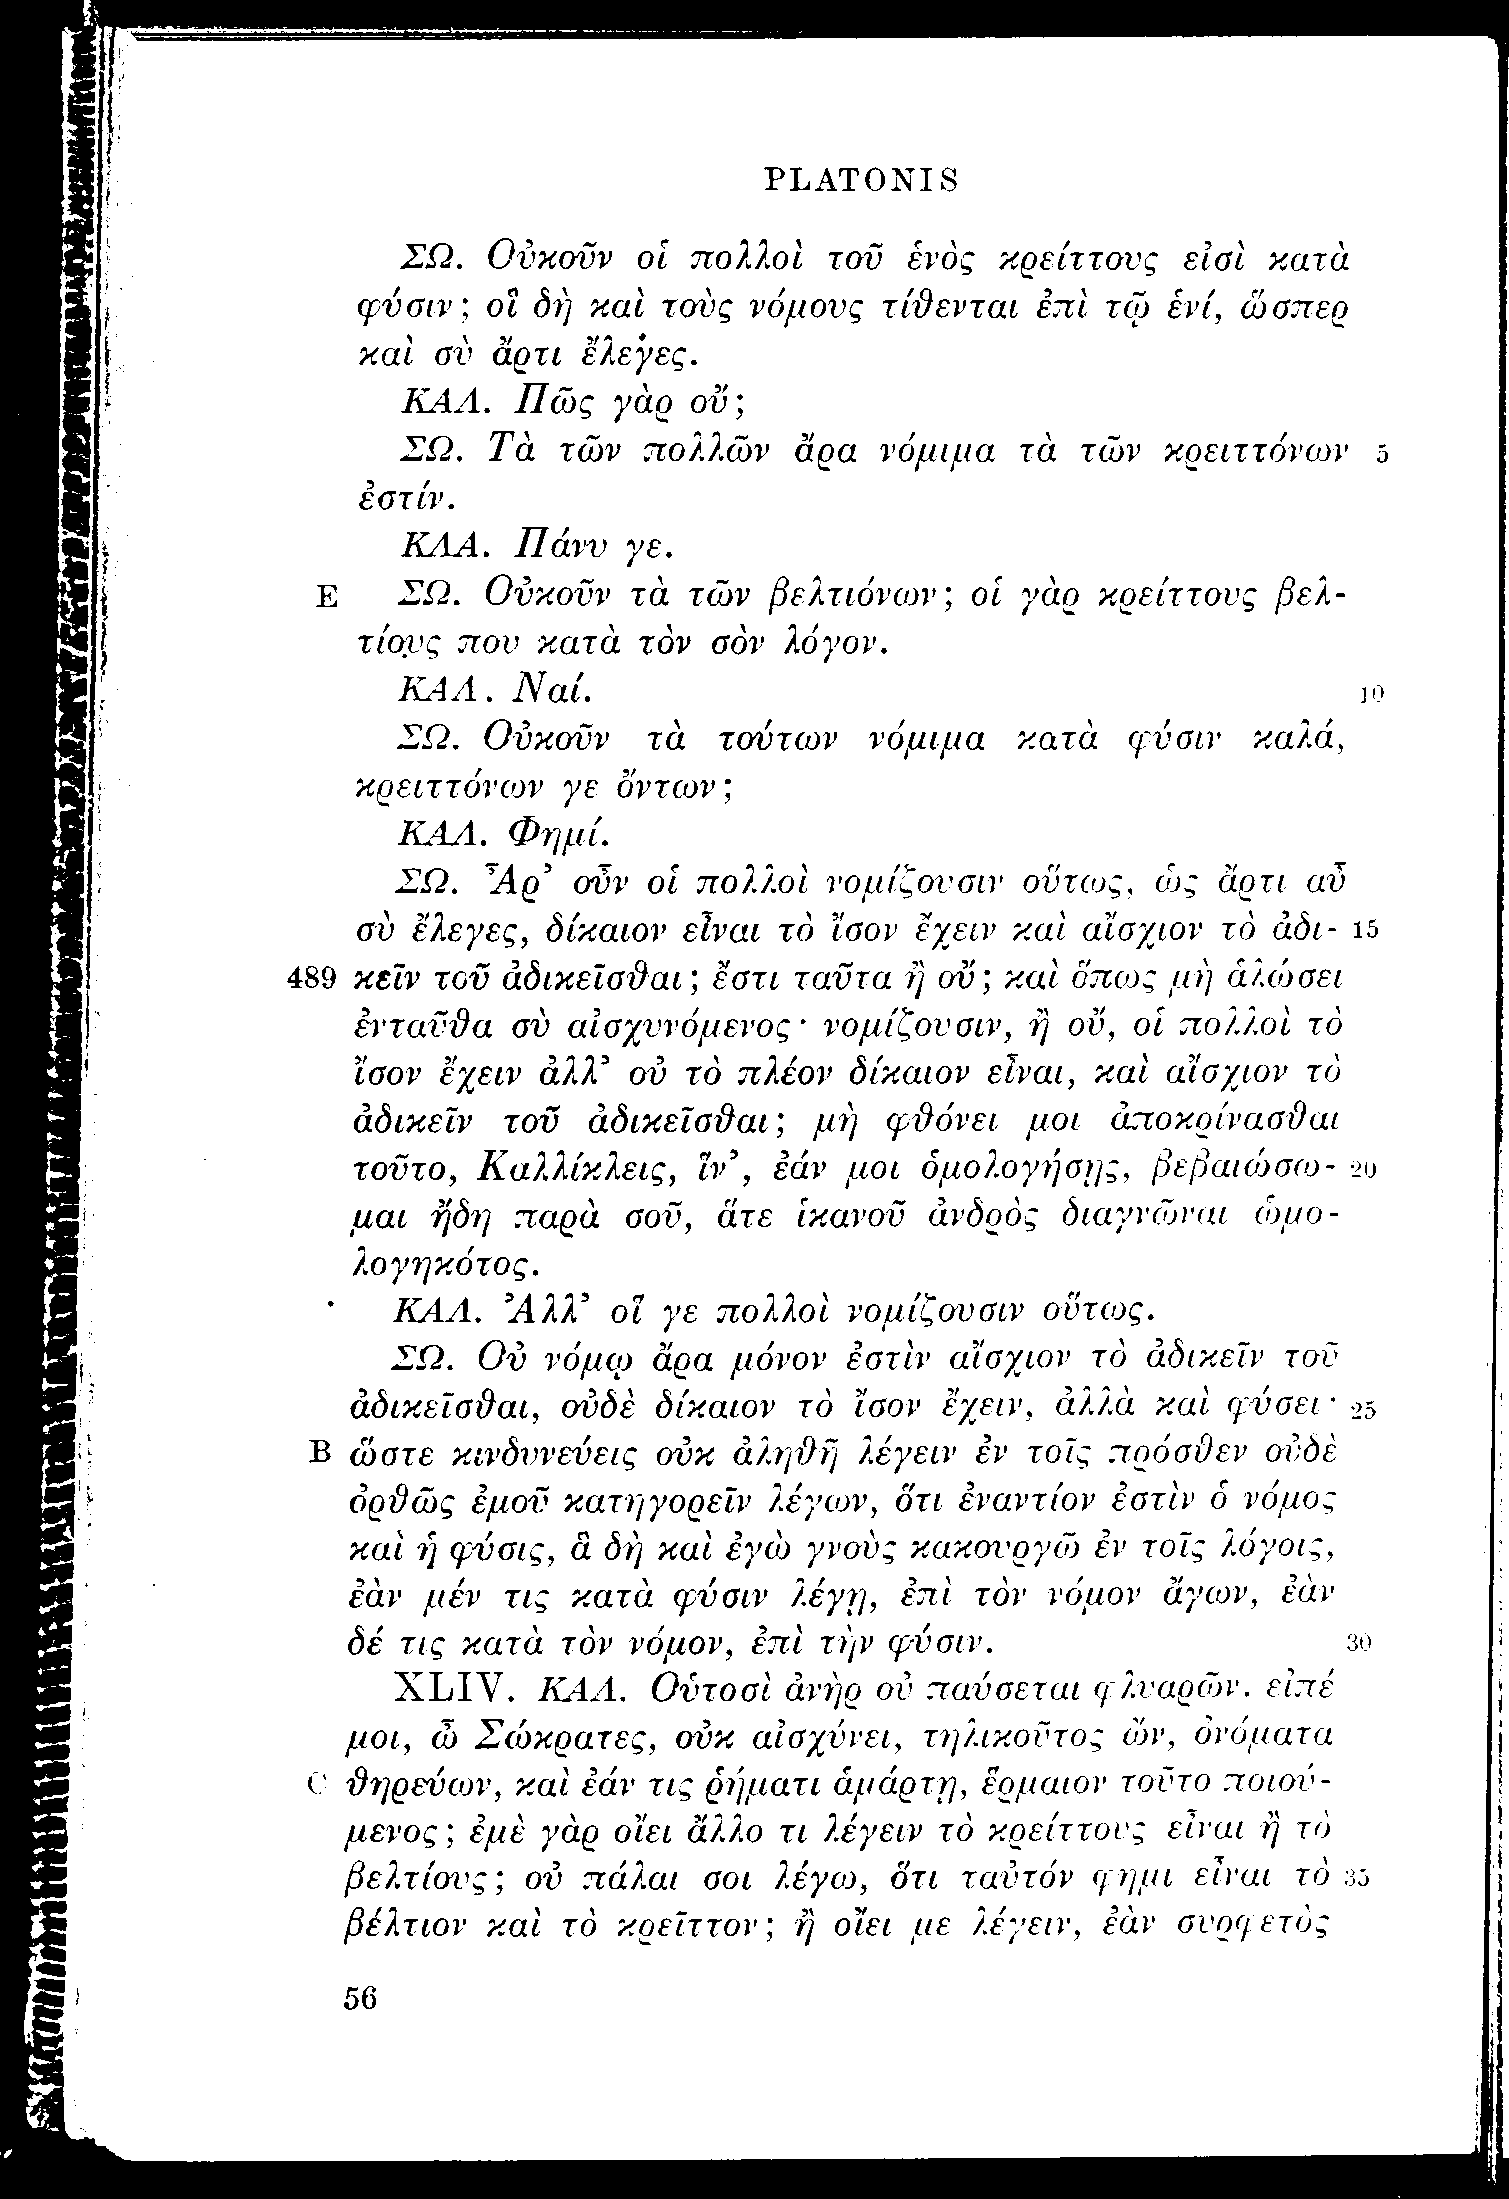 PLATONIS
ΣΩ. Οὐκοῦν οἱ πολλοὶ τοῦ ἑνὸς κρείττους εἰσὶ κατὰ
φύσιν; οἳ δὴ καὶ τοὺς νόμους τίθενται ἐπὶ τῷ ἑνί, ὥσπερ
καὶ σὺ ἄρτι ἔλεγες.
ΚΑΛ. Πῶς γὰρ οὔ;
ΣΩ. Τὰ τῶν πολλῶν ἄρα νόμιμα τὰ τῶν κρειττόνων 5
ἐστίν.
ΚΛΑ. Πάνυ γε.
E ΣΩ. Οὐκοῦν τὰ τῶν βελτιόνων; οἱ γὰρ κρείττους βελ-
τίους που κατὰ τὸν σὸν λόγον.
ΚΑΛ. Ναί. 10
ΣΩ. Οὐκοῦν τὰ τούτων νόμιμα κατὰ φύσιν καλά,
κρειττόνων γε ὄντων;
ΚΑΛ. Φημί.
ΣΩ. Ἆρ’ οὖν οἱ πολλοὶ νομίζουσιν οὕτως, ὡς ἄρτι αὖ
σὺ ἔλεγες, δίκαιον εἶναι τὸ ἴσον ἔχειν καὶ αἴσχιον τὸ ἀδι- 15
489 κεῖν τοῦ ἀδικεῖσθαι; ἔστι ταῦτα ἢ οὔ; καὶ ὅπως μὴ ἁλώσει
ἐνταῦθα σὺ αἰσχυνόμενος· νομίζουσιν, ἢ οὔ, οἱ πολλοὶ τὸ
ἴσον ἔχειν ἀλλ’ οὐ τὸ πλέον δίκαιον εἶναι, καὶ αἴσχιον τὸ
ἀδικεῖν τοῦ ἀδικεῖσθαι; μὴ φθόνει μοι ἀποκρίνασθαι
τοῦτο, Καλλίκλεις, ἵν’, ἐάν μοι ὁμολογήσῃς, βεβαιώσω- 20
μαι ἤδη παρὰ σοῦ, ἅτε ἱκανοῦ ἀνδρὸς διαγνῶναι ὡμο-
λογηκότος.
ΚΑΛ. Ἀλλ’ οἵ γε πολλοὶ νομίζουσιν οὕτως.
ΣΩ. Οὐ νόμῳ ἄρα μόνον ἐστὶν αἴσχιον τὸ ἀδικεῖν τοῦ
ἀδικεῖσθαι, οὐδὲ δίκαιον τὸ ἴσον ἔχειν, ἀλλὰ καὶ φύσει· 25
B ὥστε κινδυνεύεις οὐκ ἀληθῆ λέγειν ἐν τοῖς πρόσθεν οὐδὲ
ὀρθῶς ἐμοῦ κατηγορεῖν λέγων, ὅτι ἐναντίον ἐστὶν ὁ νόμος
καὶ ἡ φύσις, ἃ δὴ καὶ ἐγὼ γνοὺς κακουργῶ ἐν τοῖς λόγοις,
ἐὰν μέν τις κατὰ φύσιν λέγῃ, ἐπὶ τὸν νόμον ἄγων, ἐὰν
δέ τις κατὰ τὸν νόμον, ἐπὶ τὴν φύσιν. 30
XLIV. ΚΑΛ. Οὑτοσὶ ἀνὴρ οὐ παύσεται φλυαρῶν. εἰπέ
μοι, ὦ Σώκρατες, οὐκ αἰσχύνει, τηλικοῦτος ὤν, ὀνόματα
C θηρεύων, καὶ ἐάν τις ῥήματι ἁμάρτῃ, ἕρμαιον τοῦτο ποιού-
μενος; ἐμὲ γὰρ οἴει ἄλλο τι λέγειν τὸ κρείττους εἶναι ἢ τὸ
βελτίους; οὐ πάλαι σοι λέγω, ὅτι ταὐτόν φημι εἶναι τὸ 35
βέλτιον καὶ τὸ κρεῖττον; ἢ οἴει με λέγειν, ἐὰν συρφετὸς
56